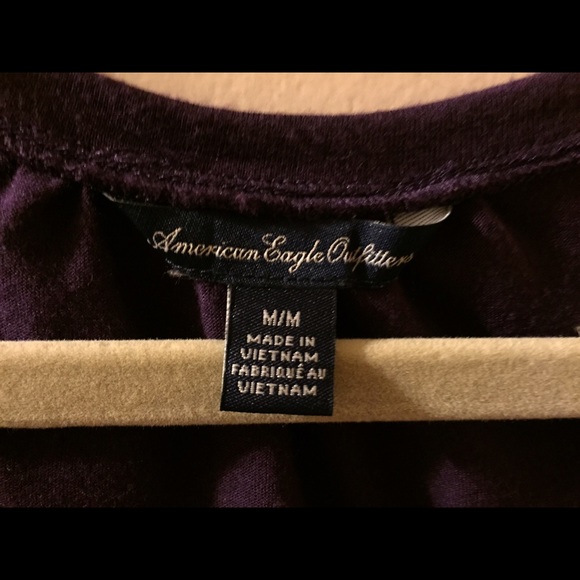 American Eagle Outfitters
M/M
MADE IN
VIETNAM
FABRIQUÉ AU
VIETNAM